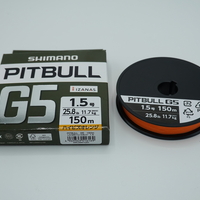 SHIMANO
PITBULL
IZANAS
G5
1.5号
25.8lb 11.7kg
150m
PITBULL G5
1.5号
25.8lb 11.7kg
150m